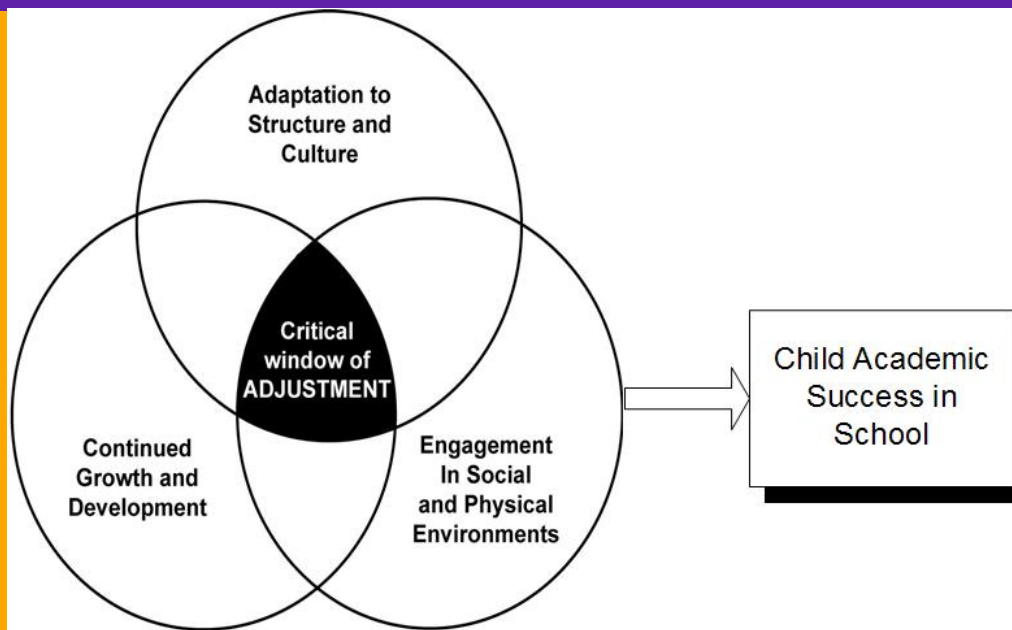 Adaptation to
Structure and
Culture
Critical
window of
ADJUSTMENT
Continued
Growth and
Development
Engagement
In Social
and Physical
Environments
Child Academic
Success in
School